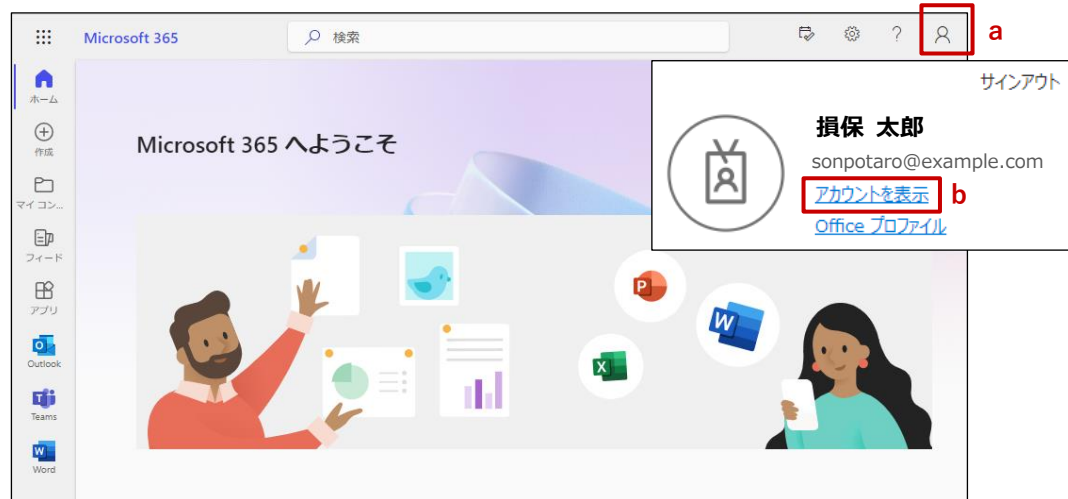 Microsoft 365
検索
a
サインアウト
損保 太郎
sonpotaro@example.com
アカウントを表示 b
Office プロファイル
ホーム
作成
マイ コン...
フィード
アプリ
Outlook
Teams
Word
Microsoft 365 へようこそ